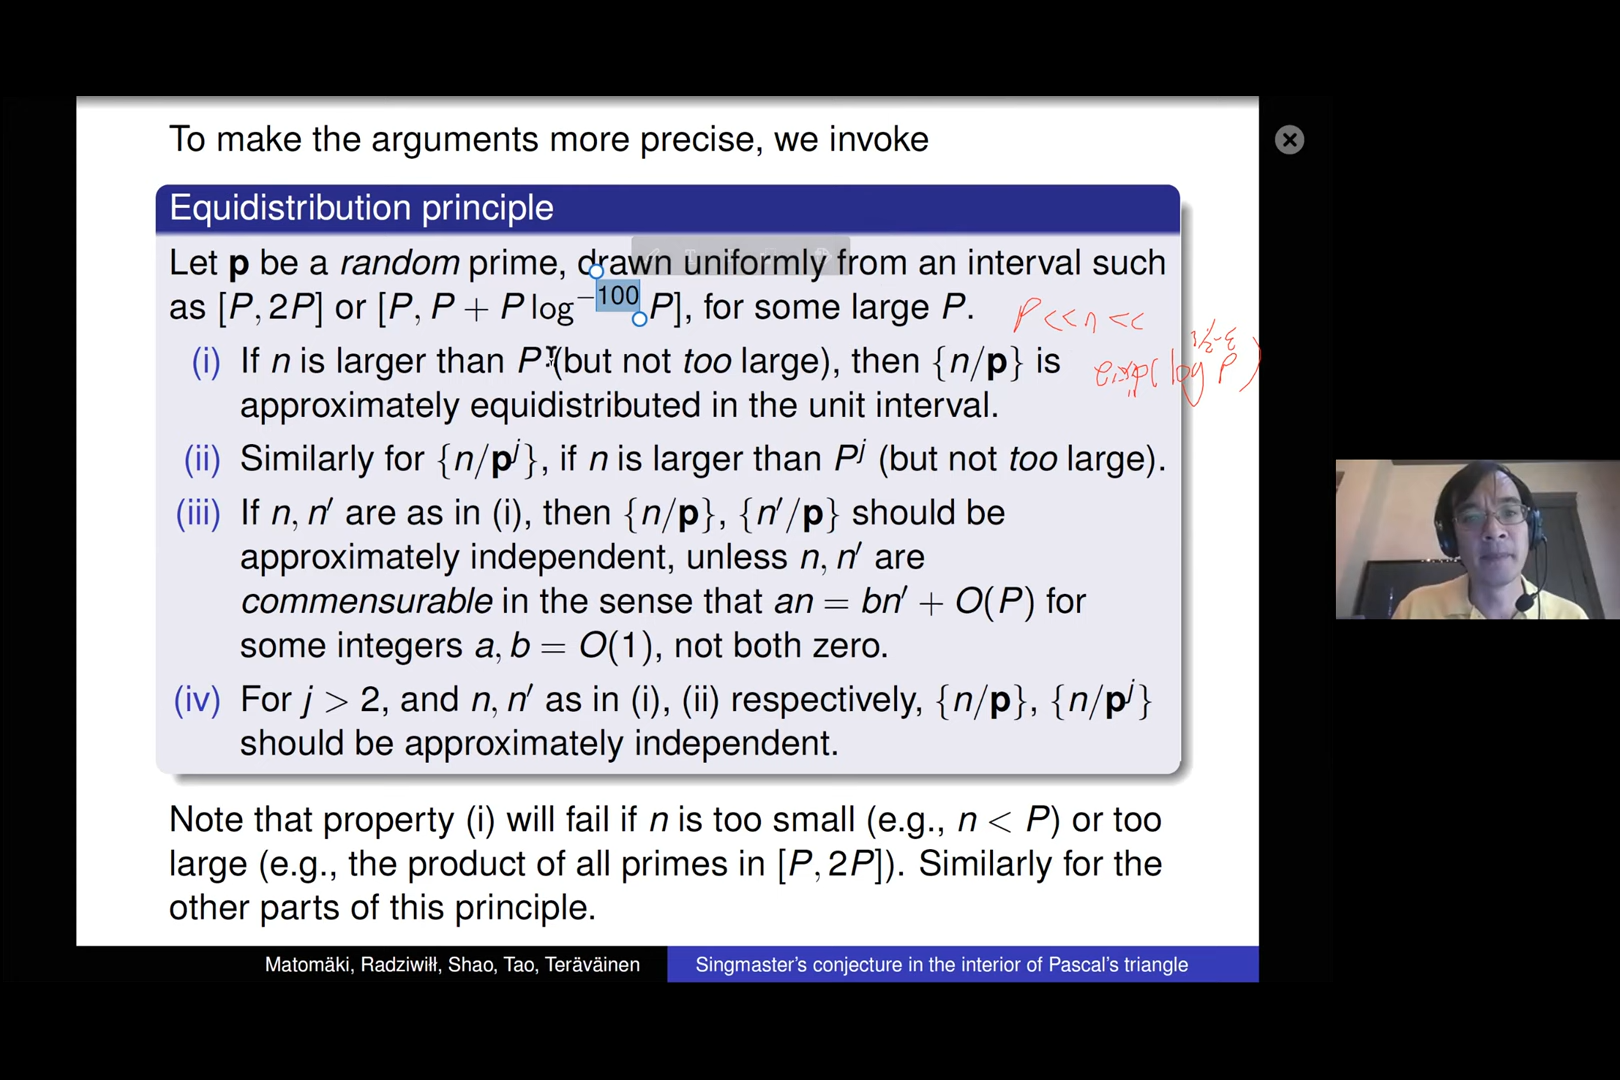 To make the arguments more precise, we invoke
Equidistribution principle
Let p be a random prime, drawn uniformly from an interval such
as [P, 2P] or [P, P + P log⁻¹⁰⁰ P], for some large P.
P << n <<
exp(log^{3/2-ε} P)
(i) If n is larger than P (but not too large), then {n/p} is
approximately equidistributed in the unit interval.
(ii) Similarly for {n/pʲ}, if n is larger than Pʲ (but not too large).
(iii) If n, n′ are as in (i), then {n/p}, {n′/p} should be
approximately independent, unless n, n′ are
commensurable in the sense that an = bn′ + O(P) for
some integers a, b = O(1), not both zero.
(iv) For j > 2, and n, n′ as in (i), (ii) respectively, {n/p}, {n/pʲ}
should be approximately independent.
Note that property (i) will fail if n is too small (e.g., n < P) or too
large (e.g., the product of all primes in [P, 2P]). Similarly for the
other parts of this principle.
Matomäki, Radziwiłł, Shao, Tao, Teräväinen
Singmaster's conjecture in the interior of Pascal's triangle